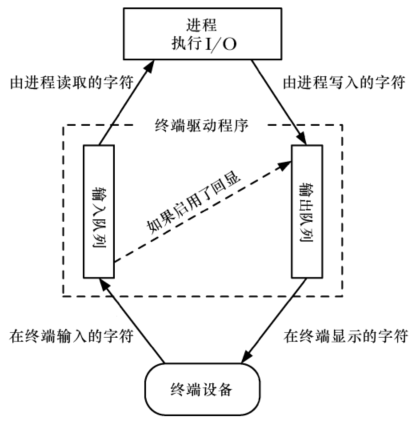 进程
执行I/O
由进程读取的字符
由进程写入的字符
终端驱动程序
输入队列
如果启用了回显
输出队列
在终端输入的字符
在终端显示的字符
终端设备